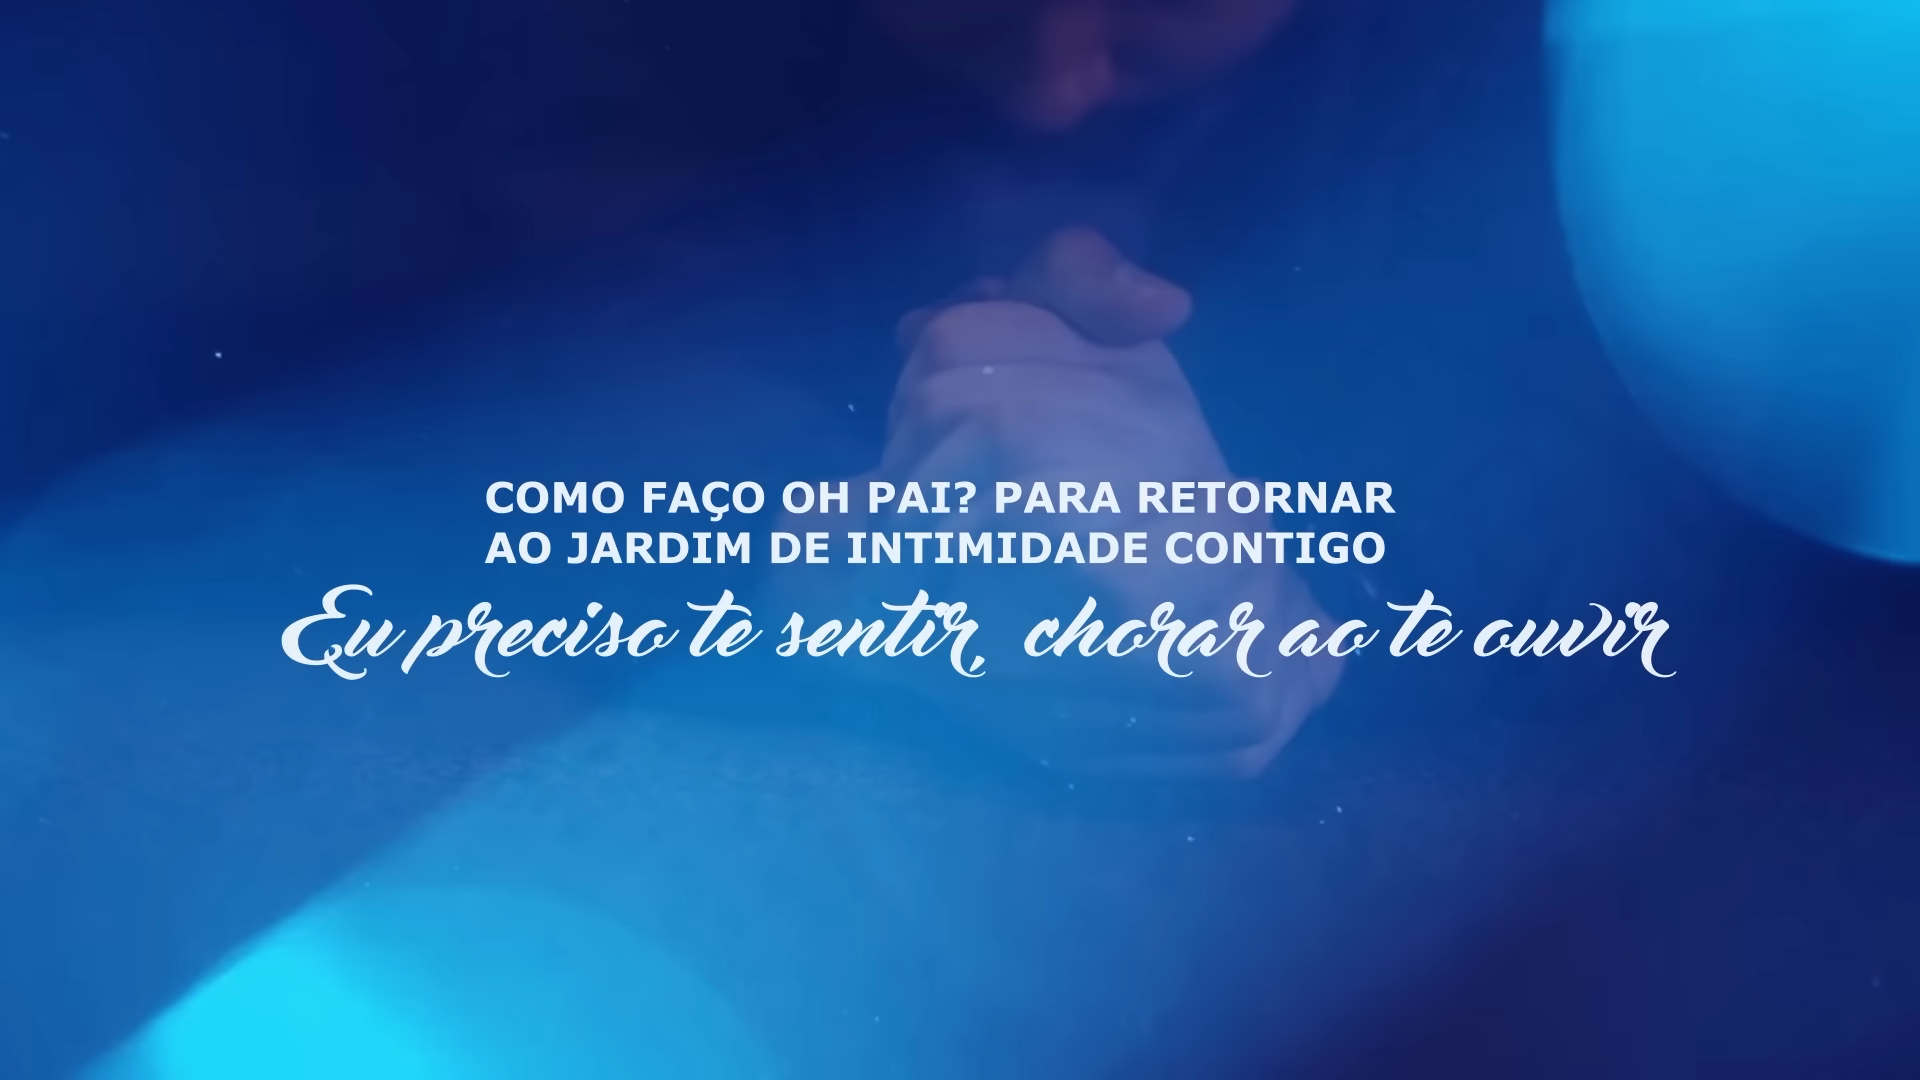 COMO FAÇO OH PAI? PARA RETORNAR
AO JARDIM DE INTIMIDADE CONTIGO
Eu preciso te sentir, chorar ao te ouvir